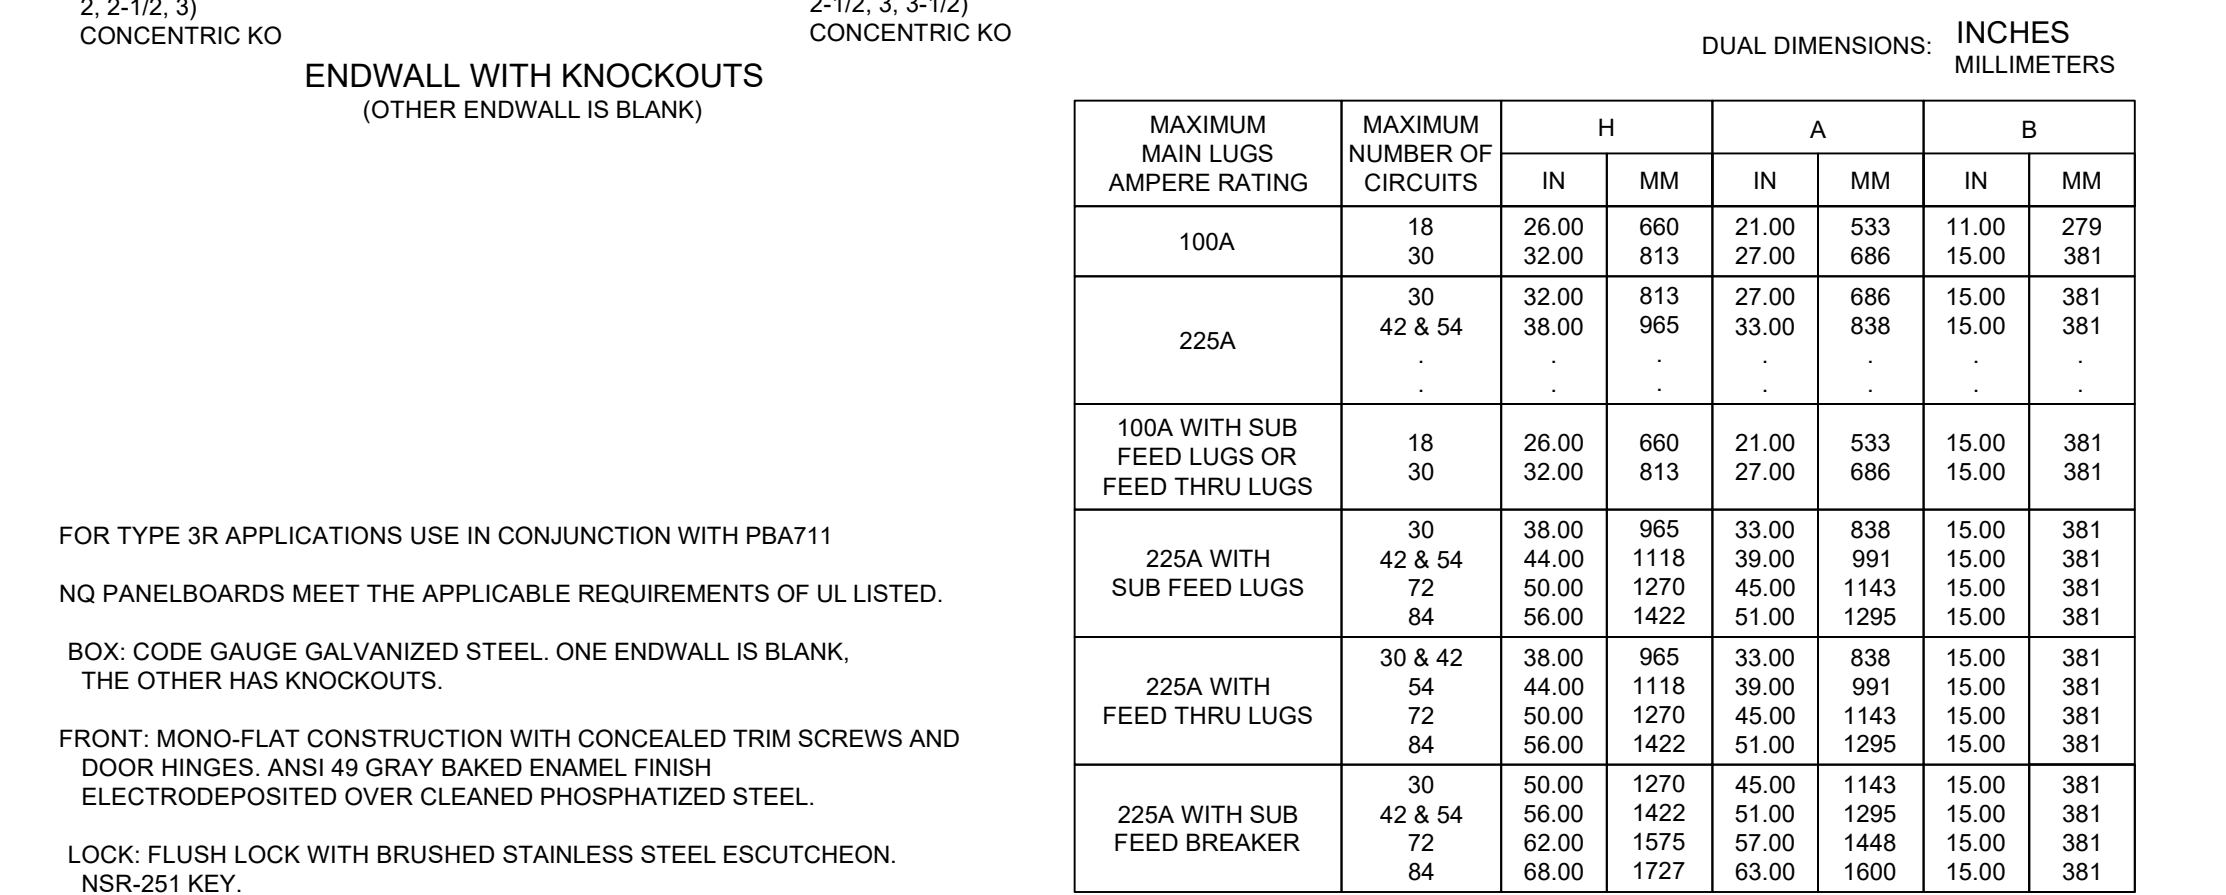 2, 2-1/2, 3)
CONCENTRIC KO
2-1/2, 3, 3-1/2)
CONCENTRIC KO
ENDWALL WITH KNOCKOUTS
(OTHER ENDWALL IS BLANK)
DUAL DIMENSIONS: INCHES
MILLIMETERS
MAXIMUM MAXIMUM H A B
MAIN LUGS NUMBER OF
AMPERE RATING CIRCUITS IN MM IN MM IN MM
100A
18 26.00 660 21.00 533 11.00 279
30 32.00 813 27.00 686 15.00 381
225A
30 32.00 813 27.00 686 15.00 381
42 & 54 38.00 965 33.00 838 15.00 381
. . . . . . .
. . . . . . .
100A WITH SUB
FEED LUGS OR
FEED THRU LUGS
18 26.00 660 21.00 533 15.00 381
30 32.00 813 27.00 686 15.00 381
225A WITH
SUB FEED LUGS
30 38.00 965 33.00 838 15.00 381
42 & 54 44.00 1118 39.00 991 15.00 381
72 50.00 1270 45.00 1143 15.00 381
84 56.00 1422 51.00 1295 15.00 381
225A WITH
FEED THRU LUGS
30 & 42 38.00 965 33.00 838 15.00 381
54 44.00 1118 39.00 991 15.00 381
72 50.00 1270 45.00 1143 15.00 381
84 56.00 1422 51.00 1295 15.00 381
225A WITH SUB
FEED BREAKER
30 50.00 1270 45.00 1143 15.00 381
42 & 54 56.00 1422 51.00 1295 15.00 381
72 62.00 1575 57.00 1448 15.00 381
84 68.00 1727 63.00 1600 15.00 381
FOR TYPE 3R APPLICATIONS USE IN CONJUNCTION WITH PBA711
NQ PANELBOARDS MEET THE APPLICABLE REQUIREMENTS OF UL LISTED.
BOX: CODE GAUGE GALVANIZED STEEL. ONE ENDWALL IS BLANK,
THE OTHER HAS KNOCKOUTS.
FRONT: MONO-FLAT CONSTRUCTION WITH CONCEALED TRIM SCREWS AND
DOOR HINGES. ANSI 49 GRAY BAKED ENAMEL FINISH
ELECTRODEPOSITED OVER CLEANED PHOSPHATIZED STEEL.
LOCK: FLUSH LOCK WITH BRUSHED STAINLESS STEEL ESCUTCHEON.
NSR-251 KEY.